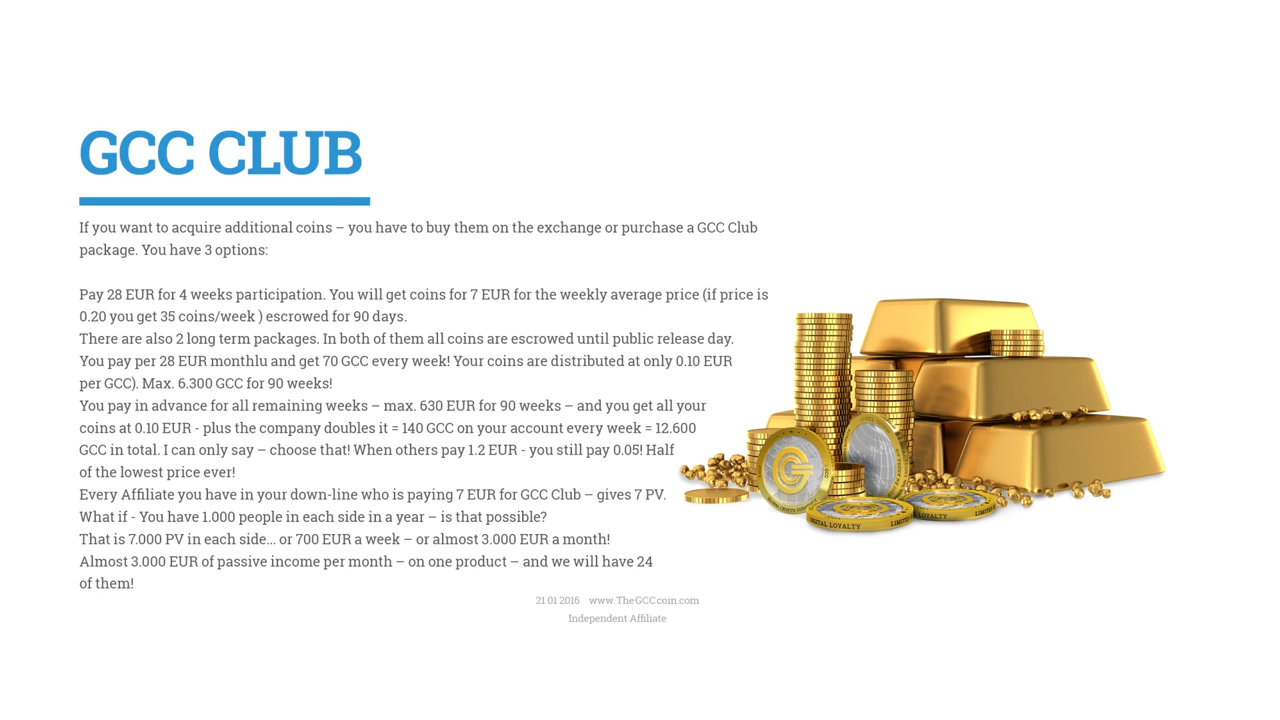 GCC CLUB
If you want to acquire additional coins – you have to buy them on the exchange or purchase a GCC Club
package. You have 3 options:
Pay 28 EUR for 4 weeks participation. You will get coins for 7 EUR for the weekly average price (if price is
0.20 you get 35 coins/week ) escrowed for 90 days.
There are also 2 long term packages. In both of them all coins are escrowed until public release day.
You pay per 28 EUR monthlu and get 70 GCC every week! Your coins are distributed at only 0.10 EUR
per GCC). Max. 6.300 GCC for 90 weeks!
You pay in advance for all remaining weeks – max. 630 EUR for 90 weeks – and you get all your
coins at 0.10 EUR - plus the company doubles it = 140 GCC on your account every week = 12.600
GCC in total. I can only say – choose that! When others pay 1.2 EUR - you still pay 0.05! Half
of the lowest price ever!
Every Affiliate you have in your down-line who is paying 7 EUR for GCC Club – gives 7 PV.
What if - You have 1.000 people in each side in a year – is that possible?
That is 7.000 PV in each side... or 700 EUR a week – or almost 3.000 EUR a month!
Almost 3.000 EUR of passive income per month – on one product – and we will have 24
of them!
LOYALTY
LOYALTY
21 01 2016 www.TheGCCcoin.com
Independent Affiliate